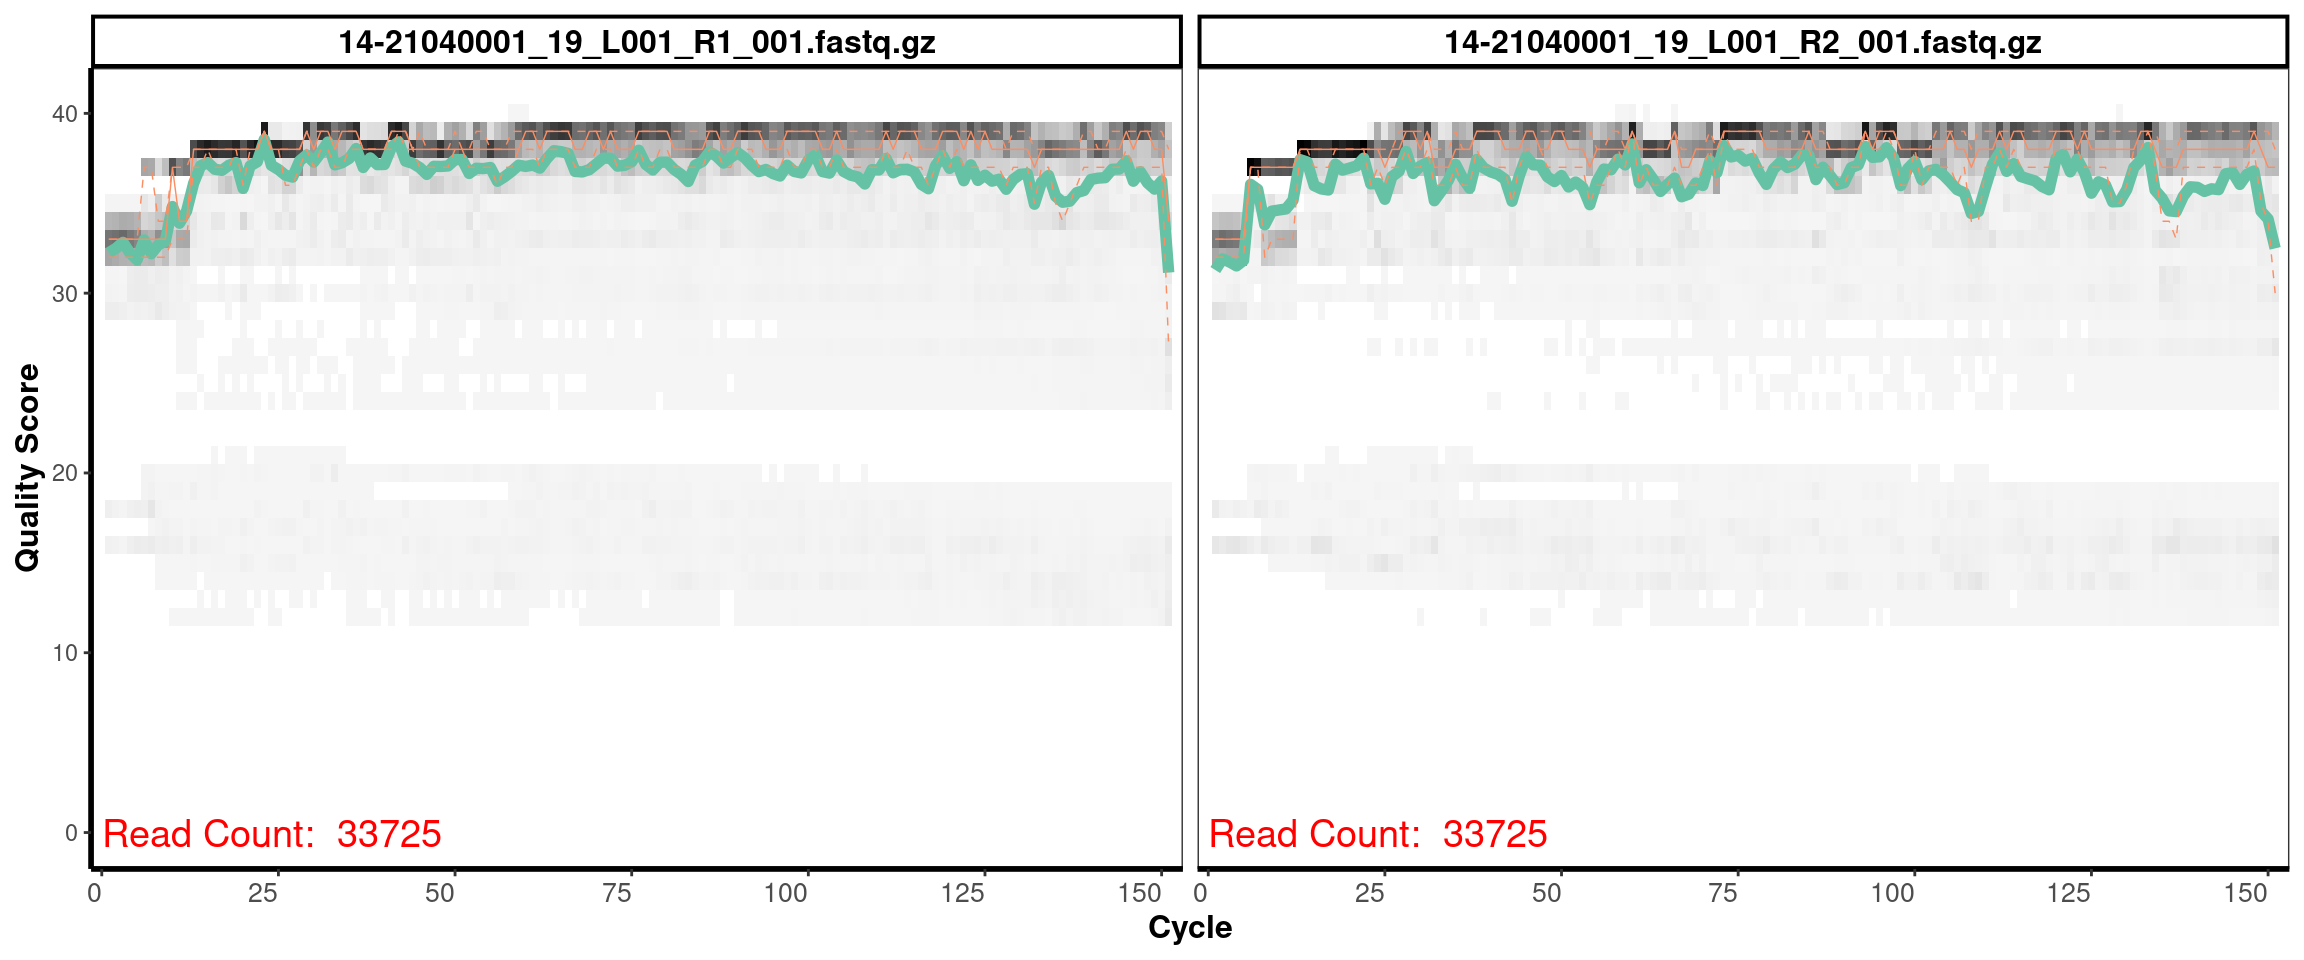 14-21040001_19_L001_R1_001.fastq.gz
14-21040001_19_L001_R2_001.fastq.gz
Quality Score
40
30
20
10
0
Read Count:  33725
Read Count:  33725
0 25 50 75 100 125 150
0 25 50 75 100 125 150
Cycle